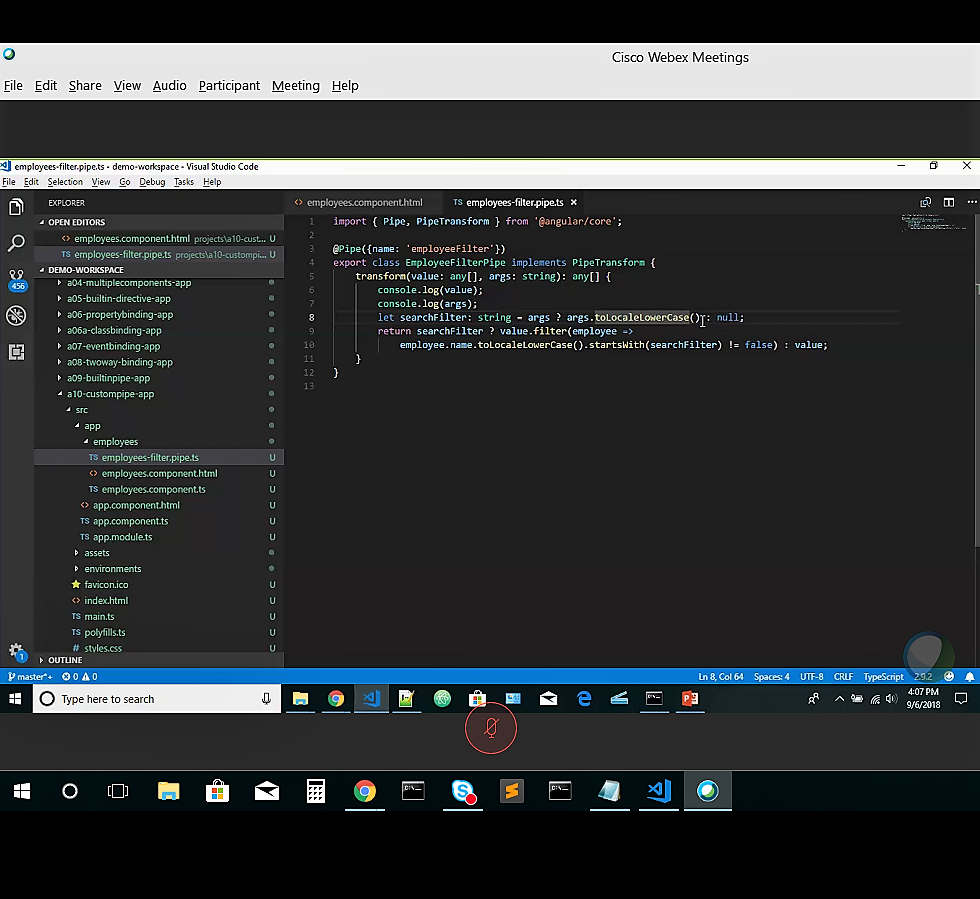 Cisco Webex Meetings
File Edit Share View Audio Participant Meeting Help
employees-filter.pipe.ts - demo-workspace - Visual Studio Code
File Edit Selection View Go Debug Tasks Help
EXPLORER
OPEN EDITORS
employees.component.html projects\a10-cust... U
employees-filter.pipe.ts projects\a10-custompi... U
DEMO-WORKSPACE
a04-multiplecomponents-app
a05-builtin-directive-app
a06-propertybinding-app
a06a-classbinding-app
a07-eventbinding-app
a08-twoway-binding-app
a09-builtinpipe-app
a10-custompipe-app
src
app
employees
TS employees-filter.pipe.ts U
employees.component.html U
TS employees.component.ts U
app.component.html U
TS app.component.ts U
TS app.module.ts U
assets
environments
favicon.ico U
index.html U
TS main.ts U
TS polyfills.ts U
# styles.css U
OUTLINE
456
1
employees.component.html TS employees-filter.pipe.ts ×
1 import { Pipe, PipeTransform } from '@angular/core';
2
3 @Pipe({name: 'employeeFilter'})
4 export class EmployeeFilterPipe implements PipeTransform {
5 transform(value: any[], args: string): any[] {
6 console.log(value);
7 console.log(args);
8 let searchFilter: string = args ? args.toLocaleLowerCase() : null;
9 return searchFilter ? value.filter(employee =>
10 employee.name.toLocaleLowerCase().startsWith(searchFilter) != false) : value;
11 }
12 }
13
master*+ 0 0 Ln 8, Col 64 Spaces: 4 UTF-8 CRLF TypeScript 2.9.2
Type here to search
4:07 PM
9/6/2018